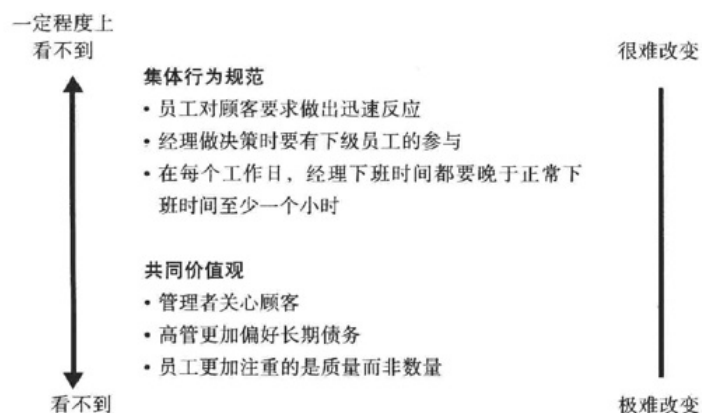 一定程度上
看不到
很难改变
集体行为规范
• 员工对顾客要求做出迅速反应
• 经理做决策时要有下级员工的参与
• 在每个工作日，经理下班时间都要晚于正常下
班时间至少一个小时
共同价值观
• 管理者关心顾客
• 高管更加偏好长期债务
• 员工更加注重的是质量而非数量
看不到
极难改变